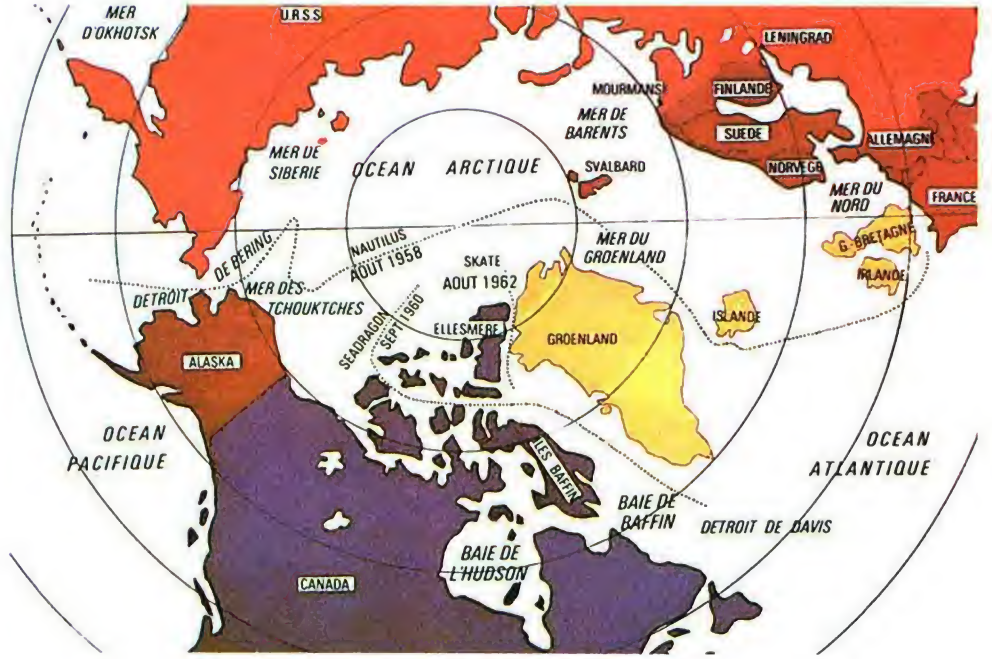 MER
D'OKHOTSK
U.R.S.S
LENINGRAD
MOURMANS
FINLANDE
MER DE
BARENTS
SUEDE
ALLEMAGNE
MER DE
SIBERIE
OCEAN ARCTIQUE
SVALBARD
NORVEGE
MER DU
NORD
FRANCE
G.-BRETAGNE
DE BERING
NAUTILUS
AOUT 1958
MER DU
GROENLAND
SKATE
AOUT 1962
IRLANDE
DETROIT
MER DES
TCHOUKTCHES
SEADRAGON
SEPT 1960
ELLESMERE
ISLANDE
GROENLAND
ALASKA
OCEAN
PACIFIQUE
OCEAN
ATLANTIQUE
LES BAFFIN
BAIE DE
BAFFIN
DETROIT DE DAVIS
BAIE DE
L'HUDSON
CANADA